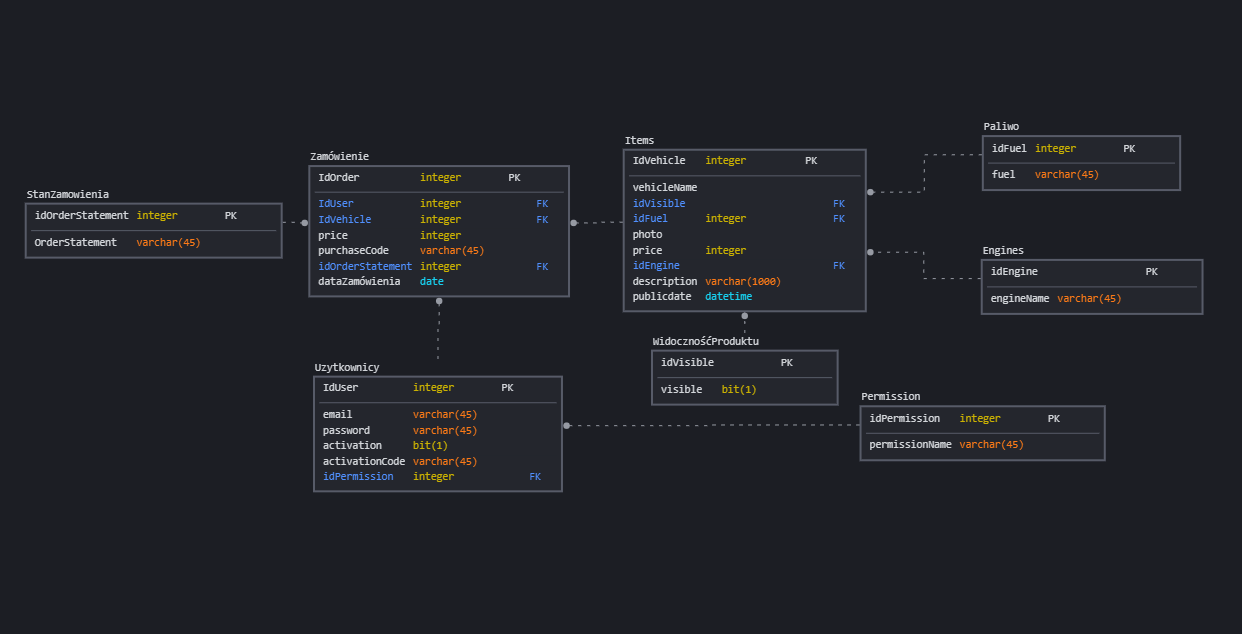 StanZamowienia
idOrderStatement integer PK
OrderStatement varchar(45)
Zamówienie
IdOrder integer PK
IdUser integer FK
IdVehicle integer FK
price integer
purchaseCode varchar(45)
idOrderStatement integer FK
dataZamówienia date
Items
IdVehicle integer PK
vehicleName
idVisible FK
idFuel integer FK
photo
price integer
idEngine FK
description varchar(1000)
publicdate datetime
Paliwo
idFuel integer PK
fuel varchar(45)
Engines
idEngine PK
engineName varchar(45)
WidocznośćProduktu
idVisible PK
visible bit(1)
Uzytkownicy
IdUser integer PK
email varchar(45)
password varchar(45)
activation bit(1)
activationCode varchar(45)
idPermission integer FK
Permission
idPermission integer PK
permissionName varchar(45)